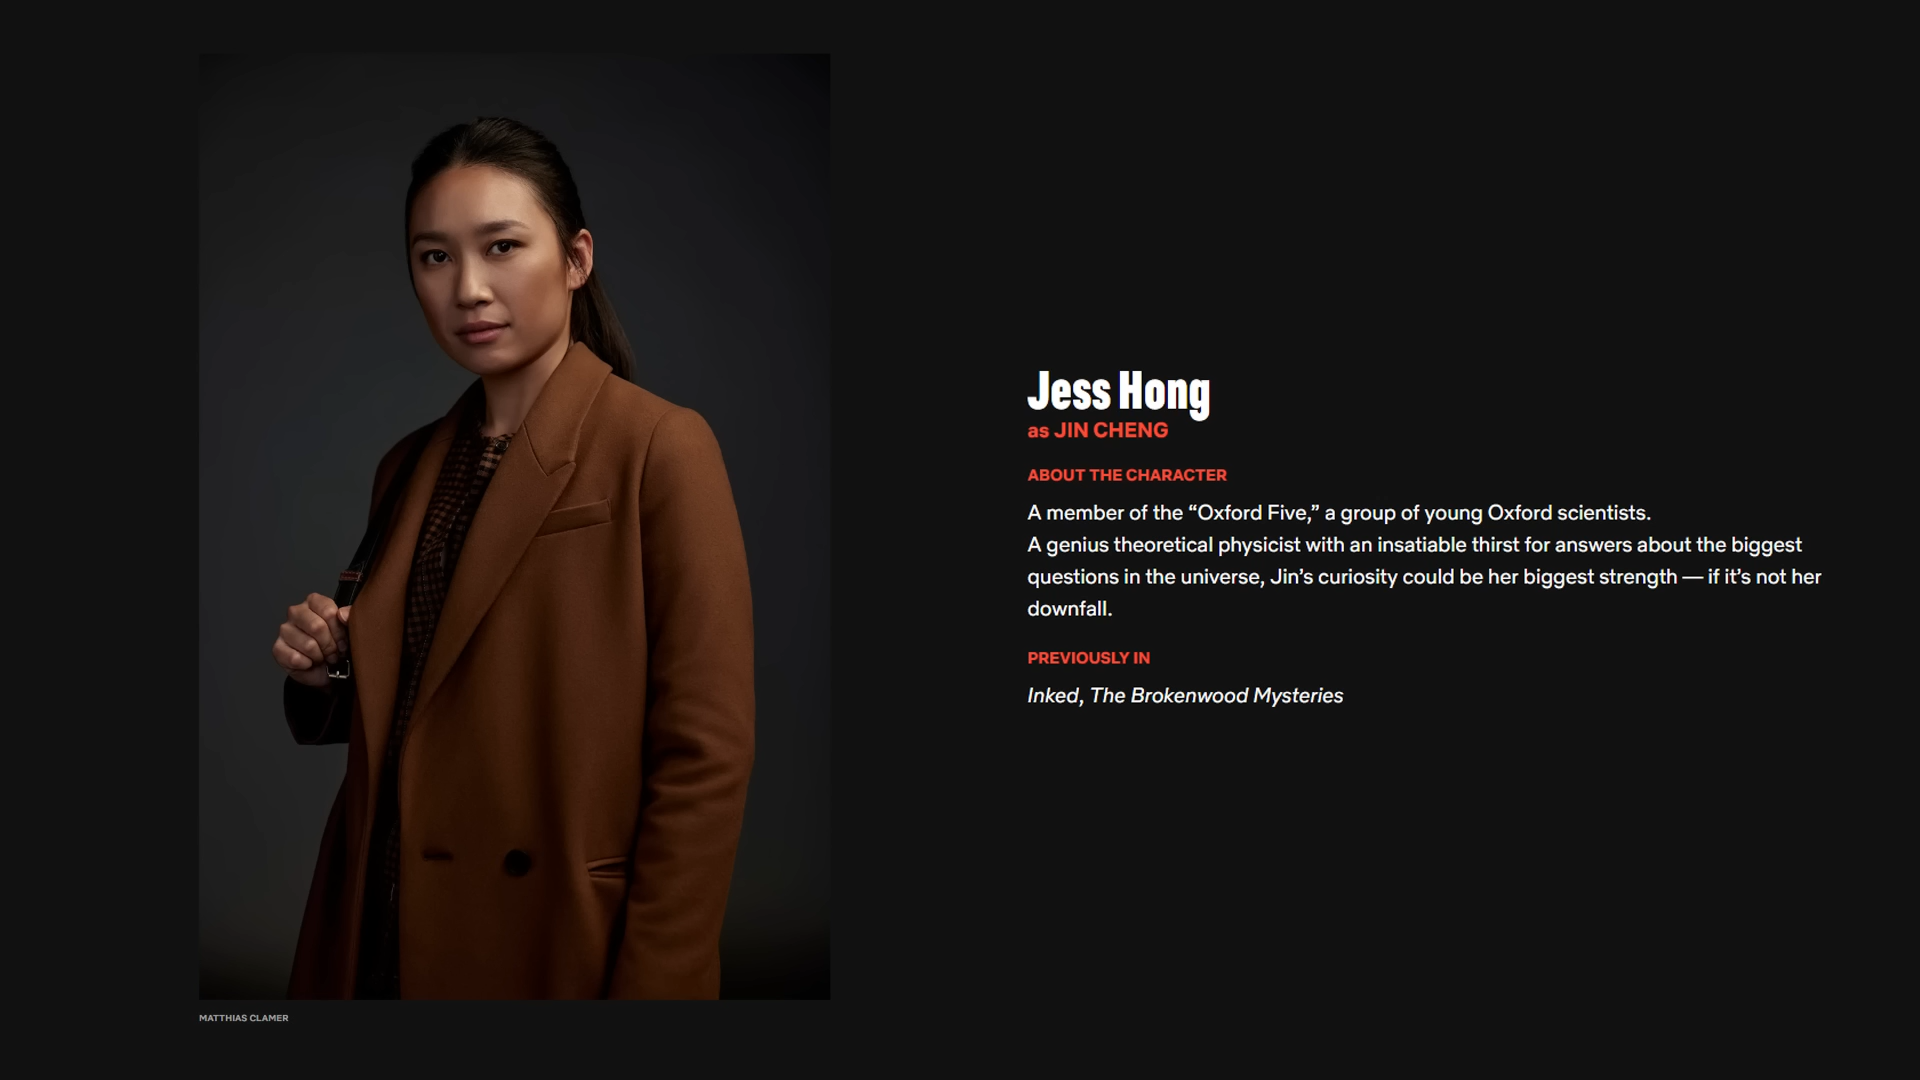 Jess Hong
as JIN CHENG
ABOUT THE CHARACTER
A member of the “Oxford Five,” a group of young Oxford scientists.
A genius theoretical physicist with an insatiable thirst for answers about the biggest
questions in the universe, Jin’s curiosity could be her biggest strength — if it’s not her
downfall.
PREVIOUSLY IN
Inked, The Brokenwood Mysteries
MATTHIAS CLAMER